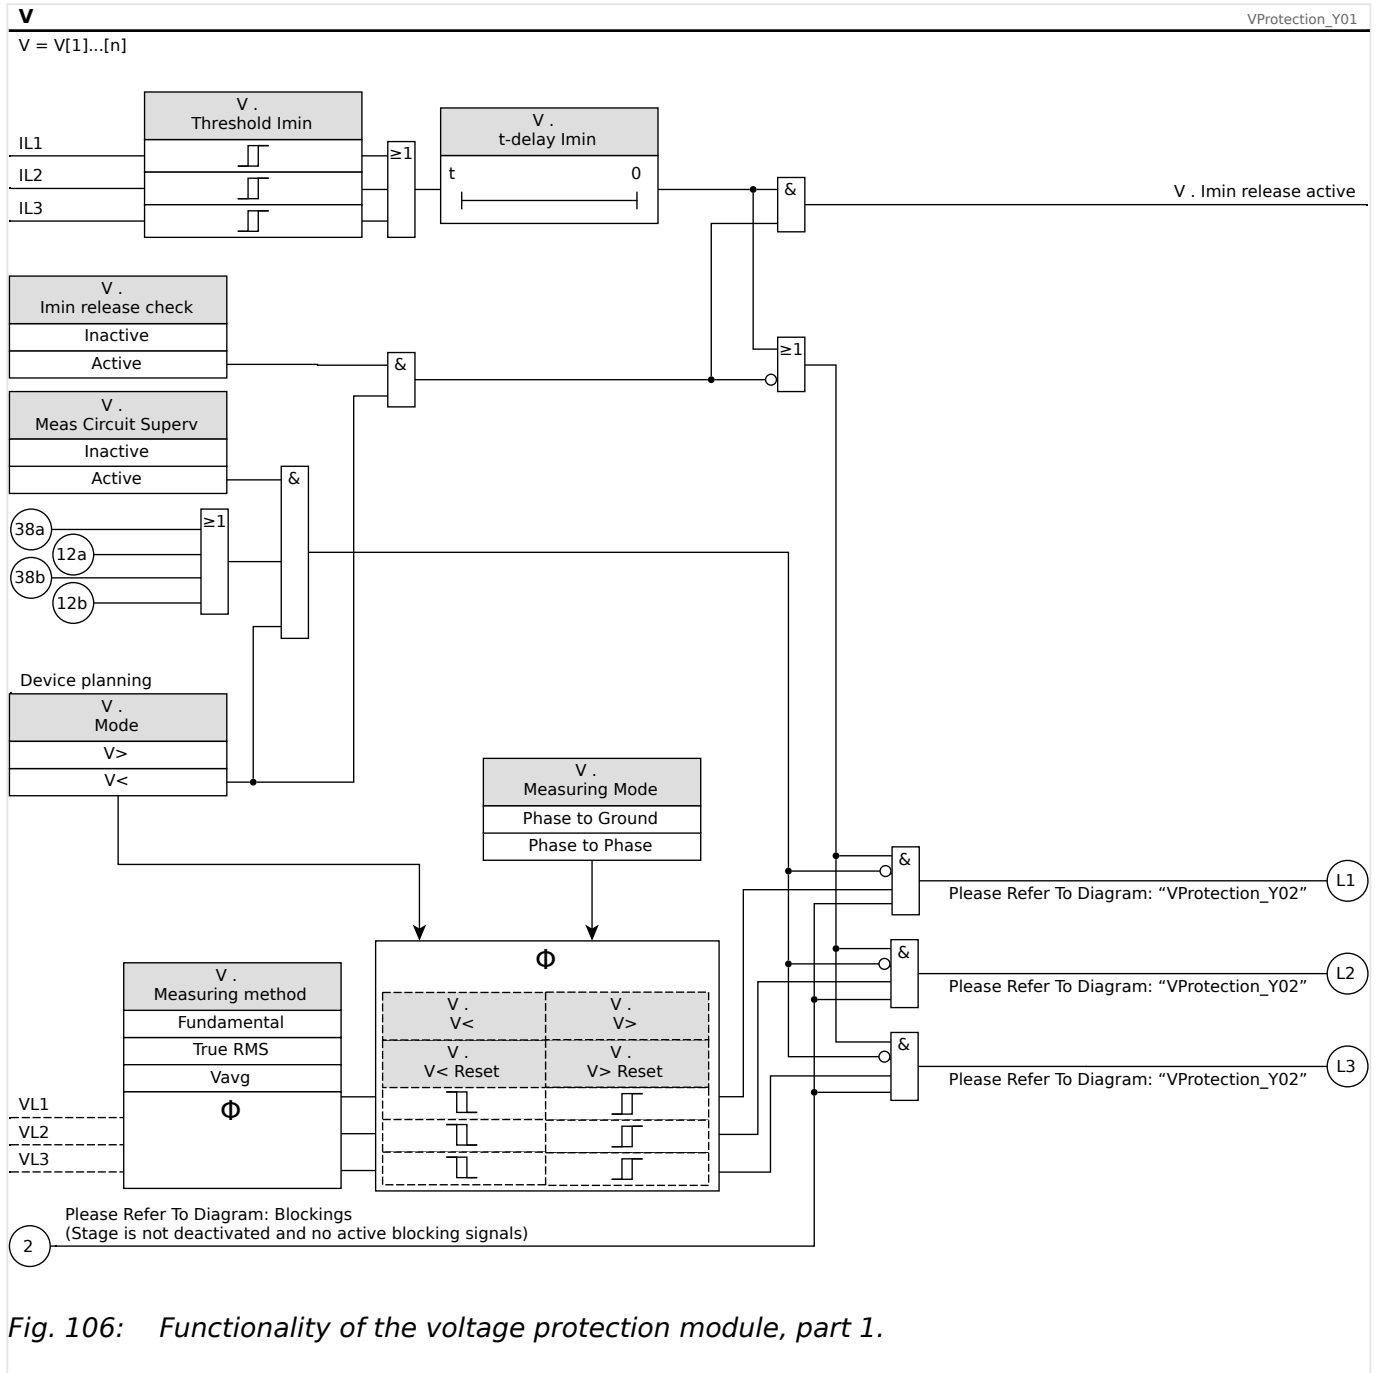 V
VProtection_Y01
V = V[1]...[n]
V .
Threshold Imin
IL1
IL2
IL3
≥1
V .
t-delay Imin
t
0
&
V . Imin release active
V .
Imin release check
Inactive
Active
&
≥1
V .
Meas Circuit Superv
Inactive
Active
&
38a
12a
38b
12b
≥1
Device planning
V .
Mode
V>
V<
V .
Measuring Mode
Phase to Ground
Phase to Phase
&
L1
Please Refer To Diagram: “VProtection_Y02”
&
L2
Please Refer To Diagram: “VProtection_Y02”
&
L3
Please Refer To Diagram: “VProtection_Y02”
V .
Measuring method
Fundamental
True RMS
Vavg
Φ
VL1
VL2
VL3
Φ
V .
V<
V .
V>
V .
V< Reset
V .
V> Reset
Please Refer To Diagram: Blockings
(Stage is not deactivated and no active blocking signals)
2
Fig. 106: Functionality of the voltage protection module, part 1.